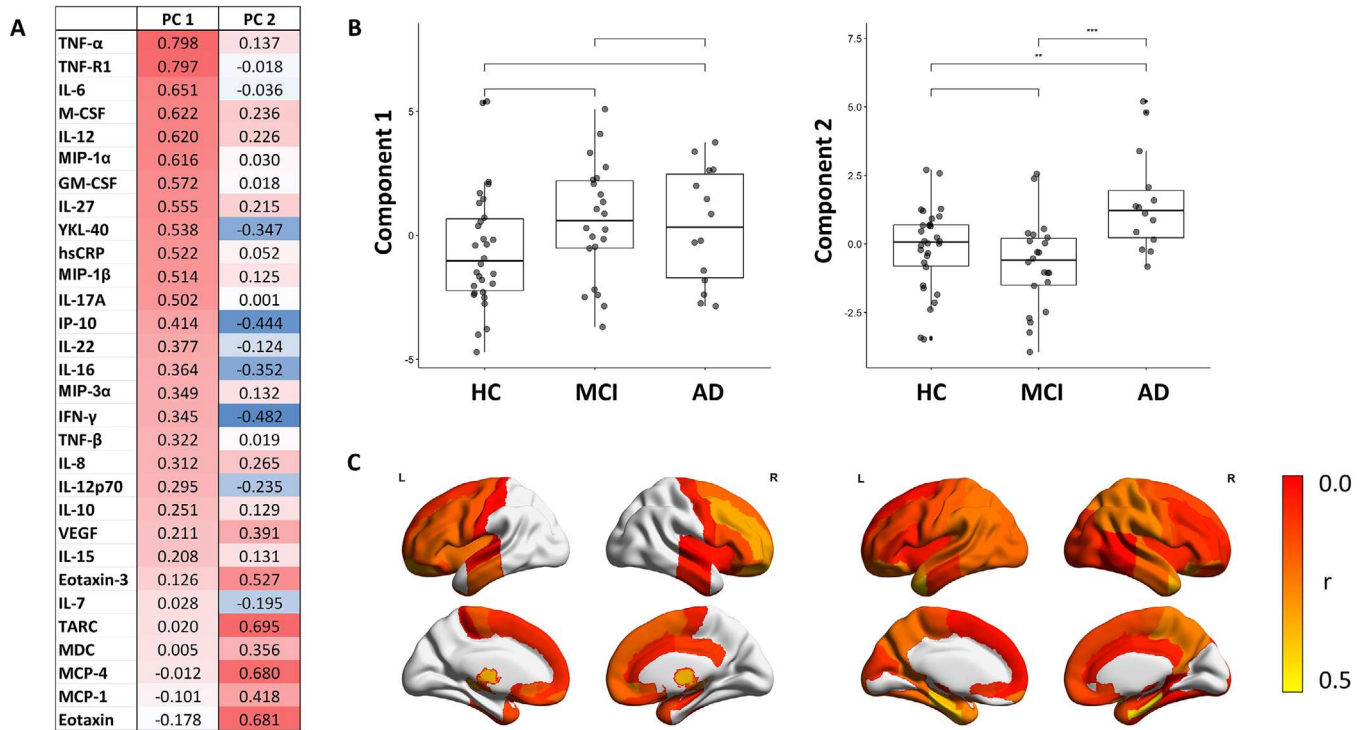 A
PC 1 PC 2
TNF-α 0.798 0.137
TNF-R1 0.797 -0.018
IL-6 0.651 -0.036
M-CSF 0.622 0.236
IL-12 0.620 0.226
MIP-1α 0.616 0.030
GM-CSF 0.572 0.018
IL-27 0.555 0.215
YKL-40 0.538 -0.347
hsCRP 0.522 0.052
MIP-1β 0.514 0.125
IL-17A 0.502 0.001
IP-10 0.414 -0.444
IL-22 0.377 -0.124
IL-16 0.364 -0.352
MIP-3α 0.349 0.132
IFN-γ 0.345 -0.482
TNF-β 0.322 0.019
IL-8 0.312 0.265
IL-12p70 0.295 -0.235
IL-10 0.251 0.129
VEGF 0.211 0.391
IL-15 0.208 0.131
Eotaxin-3 0.126 0.527
IL-7 0.028 -0.195
TARC 0.020 0.695
MDC 0.005 0.356
MCP-4 -0.012 0.680
MCP-1 -0.101 0.418
Eotaxin -0.178 0.681
B
Component 1
5
0
-5
HC MCI AD
Component 2
7.5
5.0
2.5
0.0
-2.5
***
**
HC MCI AD
C
L R L R
0.0
r
0.5